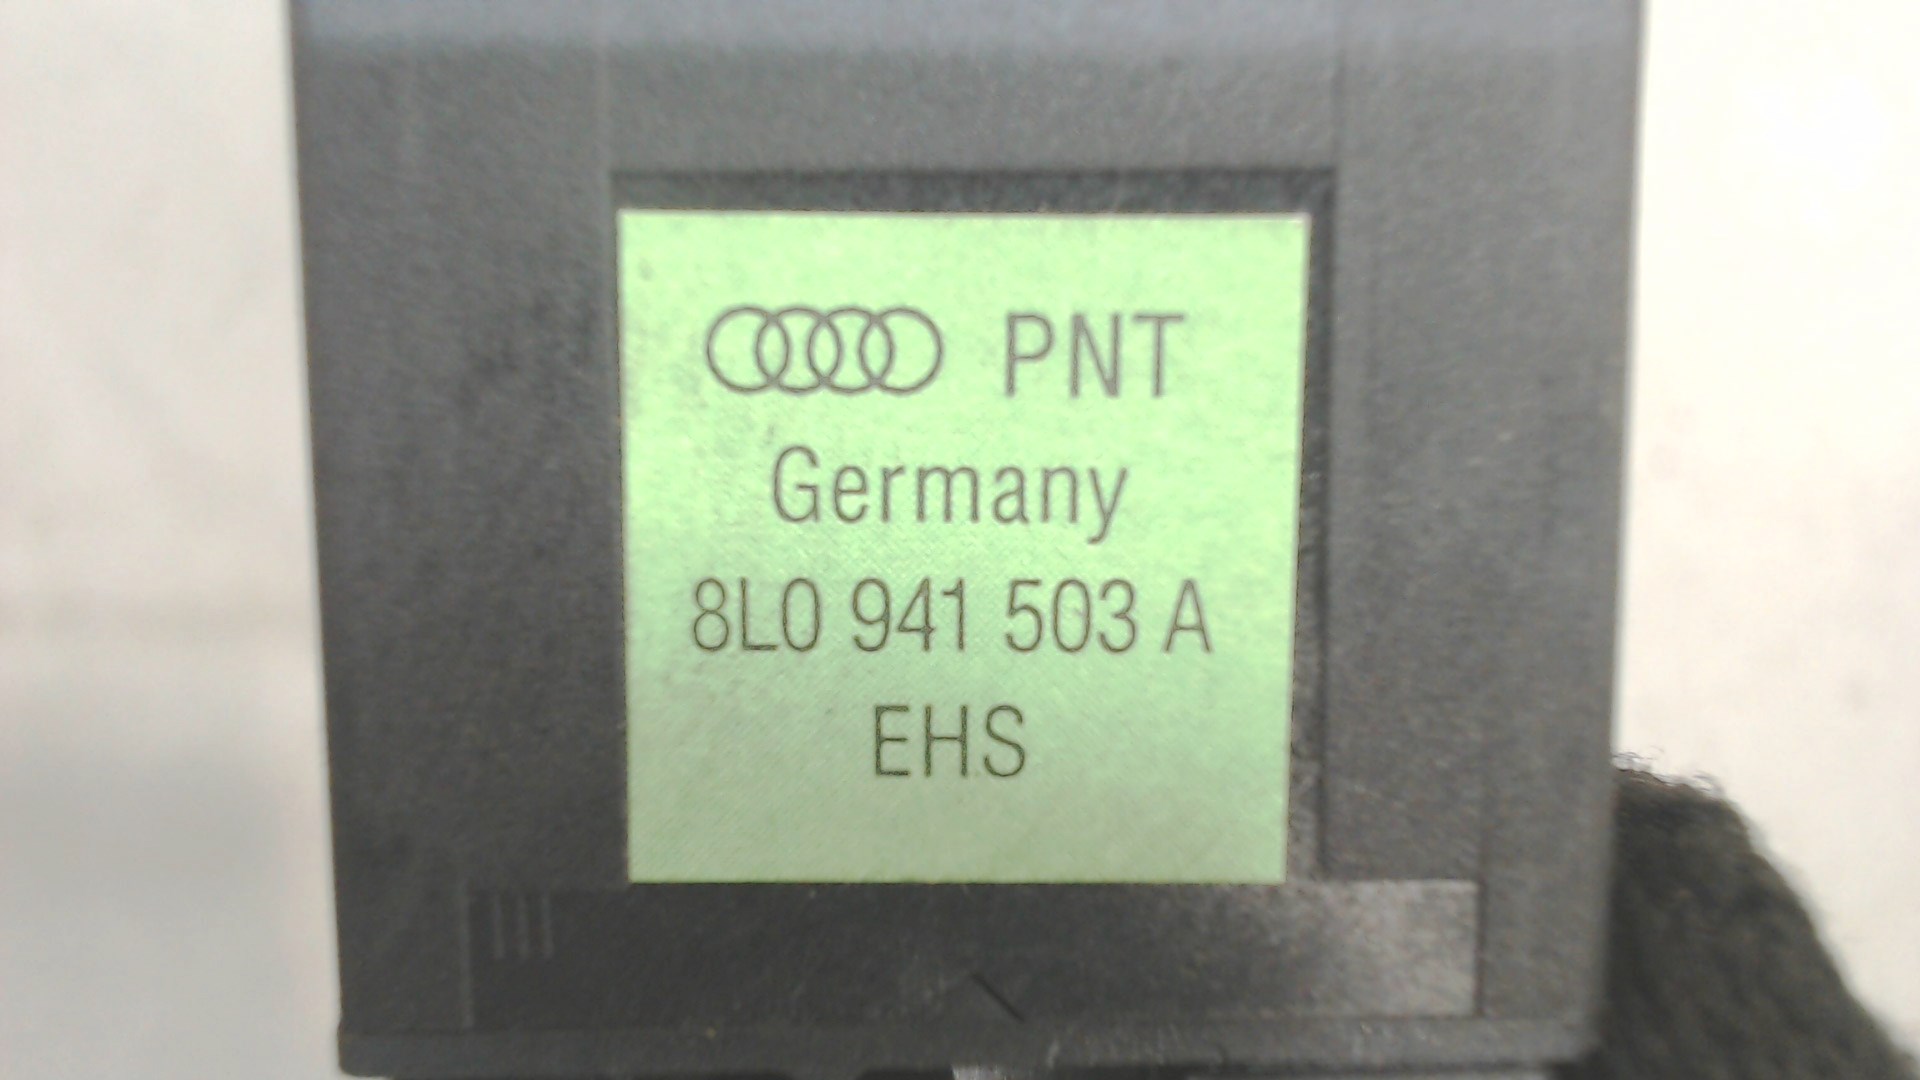 PNT
Germany
8L0 941 503 A
EHS